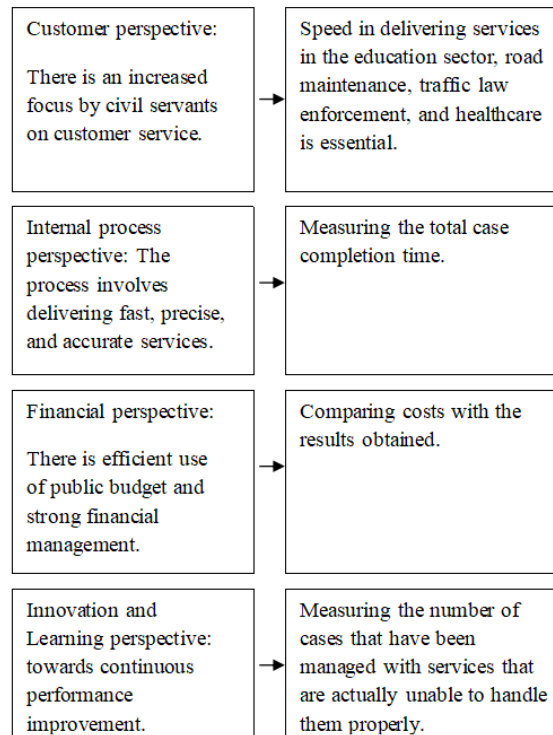 Customer perspective:
There is an increased
focus by civil servants
on customer service.
Speed in delivering services
in the education sector, road
maintenance, traffic law
enforcement, and healthcare
is essential.
Internal process
perspective: The
process involves
delivering fast, precise,
and accurate services.
Measuring the total case
completion time.
Financial perspective:
There is efficient use
of public budget and
strong financial
management.
Comparing costs with the
results obtained.
Innovation and
Learning perspective:
towards continuous
performance
improvement.
Measuring the number of
cases that have been
managed with services that
are actually unable to handle
them properly.